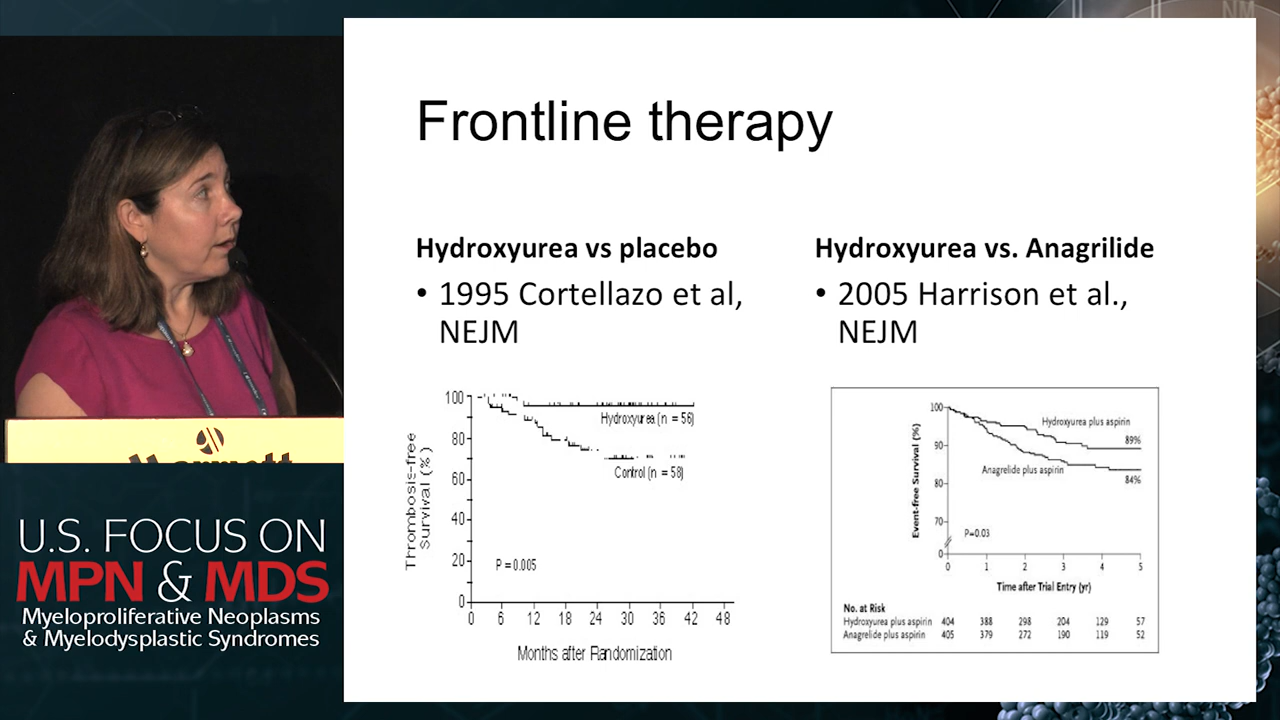 NM
Frontline therapy
Hydroxyurea vs placebo
• 1995 Cortellazo et al,
NEJM
100
80
60
40
20
0
Thrombosis-free
Survival (%)
Hydroxyurea (n = 56)
Control (n = 58)
P = 0.005
0 6 12 18 24 30 36 42 48
Months after Randomization
Hydroxyurea vs. Anagrilide
• 2005 Harrison et al.,
NEJM
100
90
80
70
0
Event-free Survival (%)
Hydroxyurea plus aspirin
89%
Anagrelide plus aspirin
84%
P=0.03
0 1 2 3 4 5
Time after Trial Entry (yr)
No. at Risk
Hydroxyurea plus aspirin 404 388 298 204 129 57
Anagrelide plus aspirin 405 379 272 190 119 52
Marriott
U.S. FOCUS ON
MPN & MDS
Myeloproliferative Neoplasms
& Myelodysplastic Syndromes